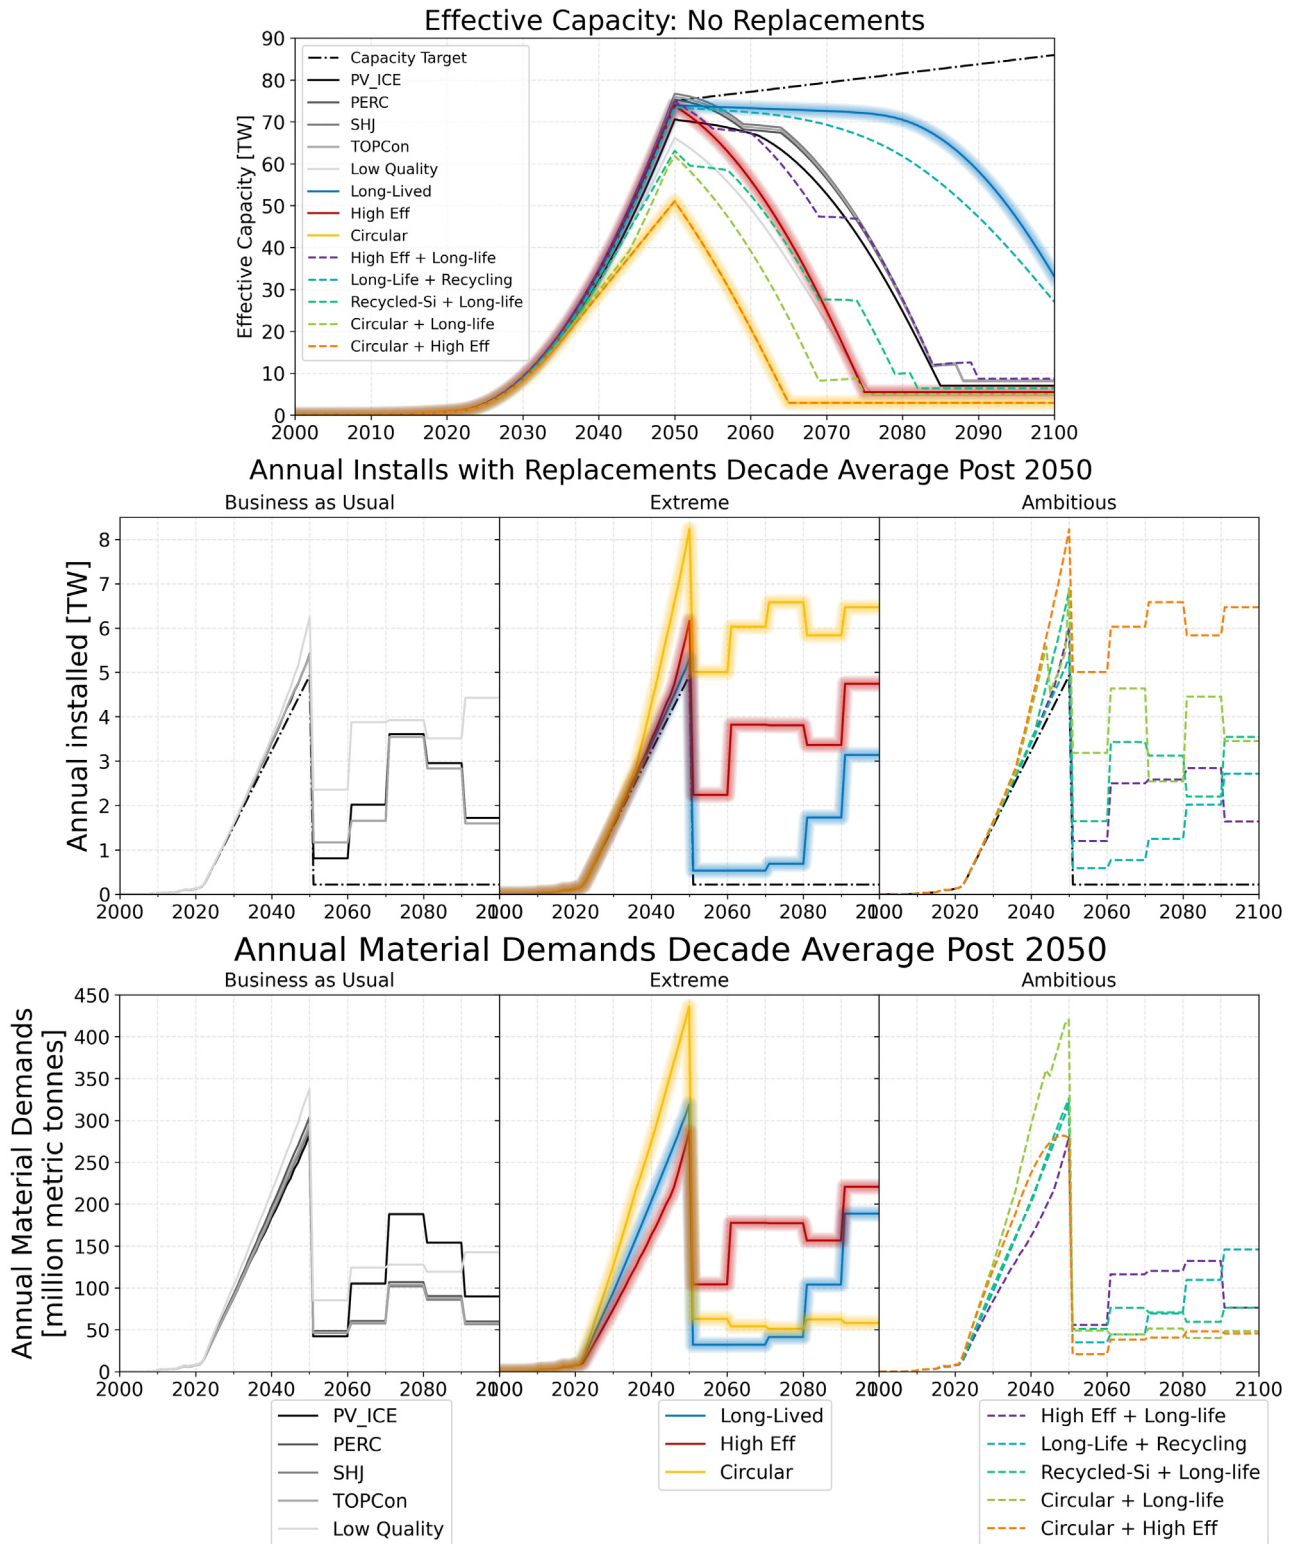 Effective Capacity: No Replacements
Effective Capacity [TW]
90
80
70
60
50
40
30
20
10
0
Capacity Target
PV_ICE
PERC
SHJ
TOPCon
Low Quality
Long-Lived
High Eff
Circular
High Eff + Long-life
Long-Life + Recycling
Recycled-Si + Long-life
Circular + Long-life
Circular + High Eff
2000 2010 2020 2030 2040 2050 2060 2070 2080 2090 2100
Annual Installs with Replacements Decade Average Post 2050
Business as Usual Extreme Ambitious
Annual installed [TW]
8
7
6
5
4
3
2
1
0
2000 2020 2040 2060 2080 2100 2020 2040 2060 2080 2100 2020 2040 2060 2080 2100
Annual Material Demands Decade Average Post 2050
Business as Usual Extreme Ambitious
Annual Material Demands
[million metric tonnes]
450
400
350
300
250
200
150
100
50
0
2000 2020 2040 2060 2080 2100 2020 2040 2060 2080 2100 2020 2040 2060 2080 2100
PV_ICE
PERC
SHJ
TOPCon
Low Quality
Long-Lived
High Eff
Circular
High Eff + Long-life
Long-Life + Recycling
Recycled-Si + Long-life
Circular + Long-life
Circular + High Eff